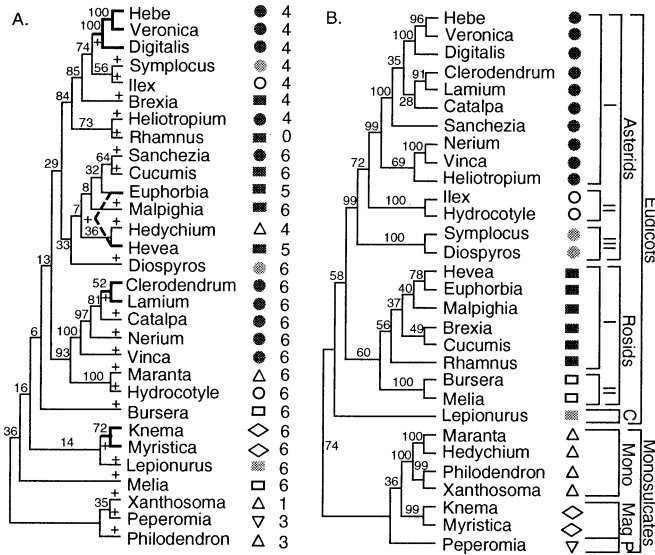 A.
Hebe 4
Veronica 4
Digitalis 4
Symplocus 4
Ilex 4
Brexia 4
Heliotropium 4
Rhamnus 0
Sanchezia 6
Cucumis 6
Euphorbia 5
Malpighia 6
Hedychium 4
Hevea 5
Diospyros 6
Clerodendrum 6
Lamium 6
Catalpa 6
Nerium 6
Vinca 6
Maranta 6
Hydrocotyle 6
Bursera 6
Knema 6
Myristica 6
Lepionurus 6
Melia 6
Xanthosoma 1
Peperomia 3
Philodendron 3
100
100
+
74
56
+
+
85
+
84
73
+
+
29
64
+
+
32
8
7
+
+
36
+
33
+
13
52
+
81
+
97
+
100
+
+
93
100
+
+
6
+
16
72
+
14
+
36
+
35
+
+
+
B.
Hebe
Veronica
Digitalis
Clerodendrum
Lamium
Catalpa
Sanchezia
Nerium
Vinca
Heliotropium
Ilex
Hydrocotyle
Symplocus
Diospyros
Hevea
Euphorbia
Malpighia
Brexia
Cucumis
Rhamnus
Bursera
Melia
Lepionurus
Maranta
Hedychium
Philodendron
Xanthosoma
Knema
Myristica
Peperomia
96
100
35
91
28
100
99
69
72
100
99
100
58
78
40
37
49
56
60
100
74
100
100
99
36
99
I
II
III
Asterids
Eudicots
I
II
Rosids
C
Mono
Mag
P
Monosulcates